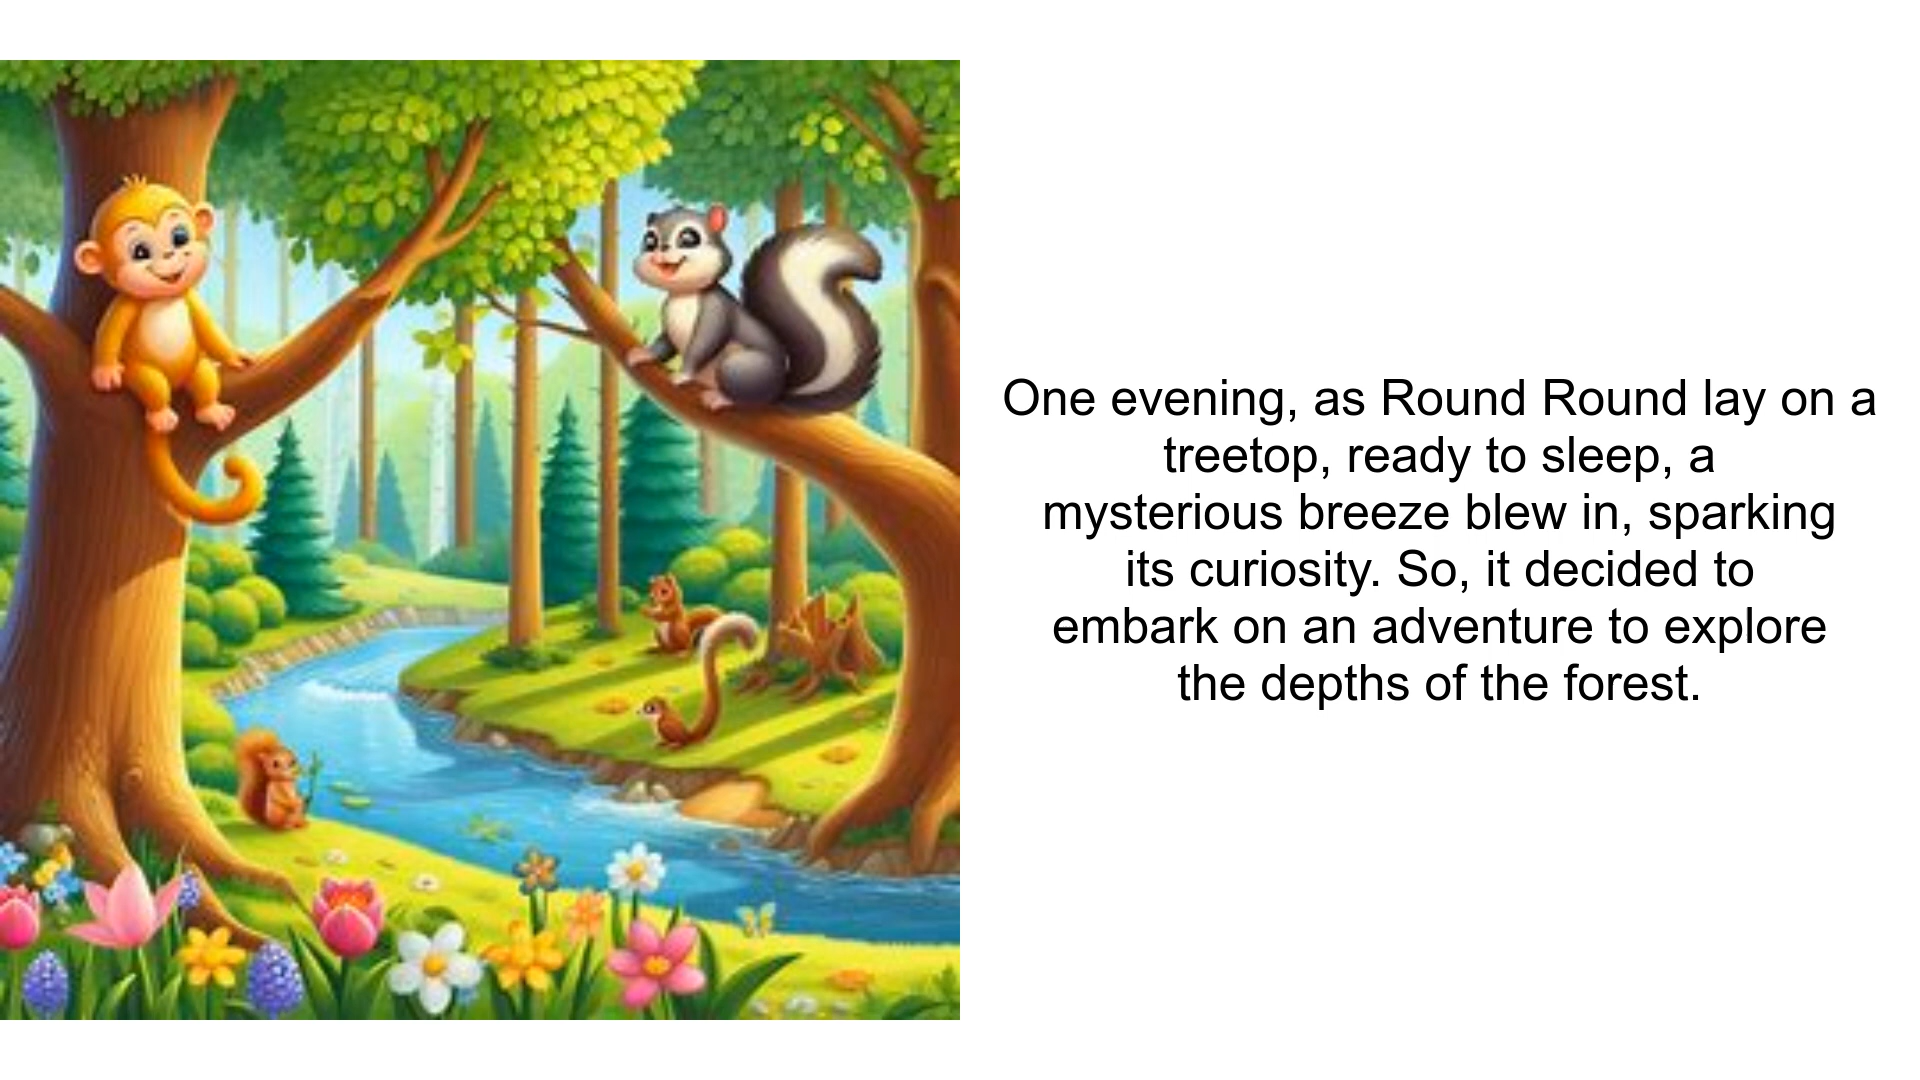 One evening, as Round Round lay on a
treetop, ready to sleep, a
mysterious breeze blew in, sparking
its curiosity. So, it decided to
embark on an adventure to explore
the depths of the forest.